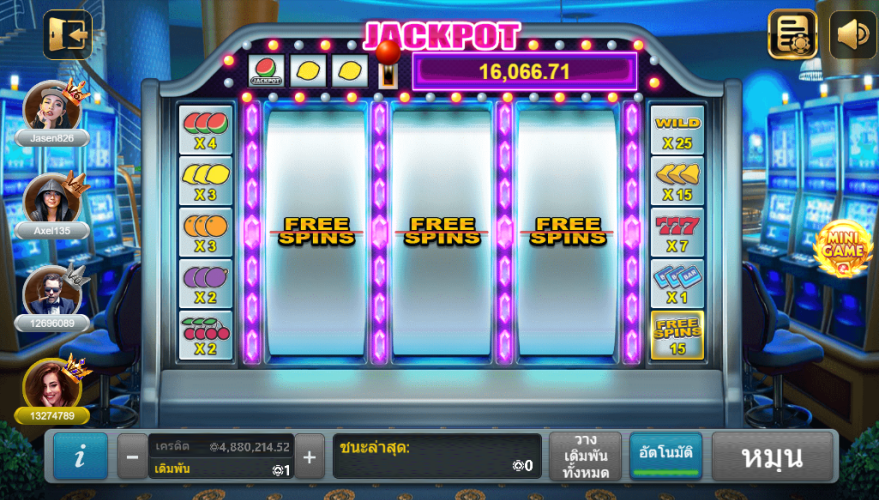 JACKPOT
JACKPOT
16,066.71
Jasen826
Axel135
12696089
13274789
X 4
X 3
X 3
X 2
X 2
FREE SPINS
FREE SPINS
FREE SPINS
WILD
X 25
X 15
777
X 7
BAR
X 1
FREE SPINS
15
MINI GAME
i
−
เครดิต 4,880,214.52
เดิมพัน 1
+
ชนะล่าสุด:
0
วาง
เดิมพัน
ทั้งหมด
อัตโนมัติ
หมุน